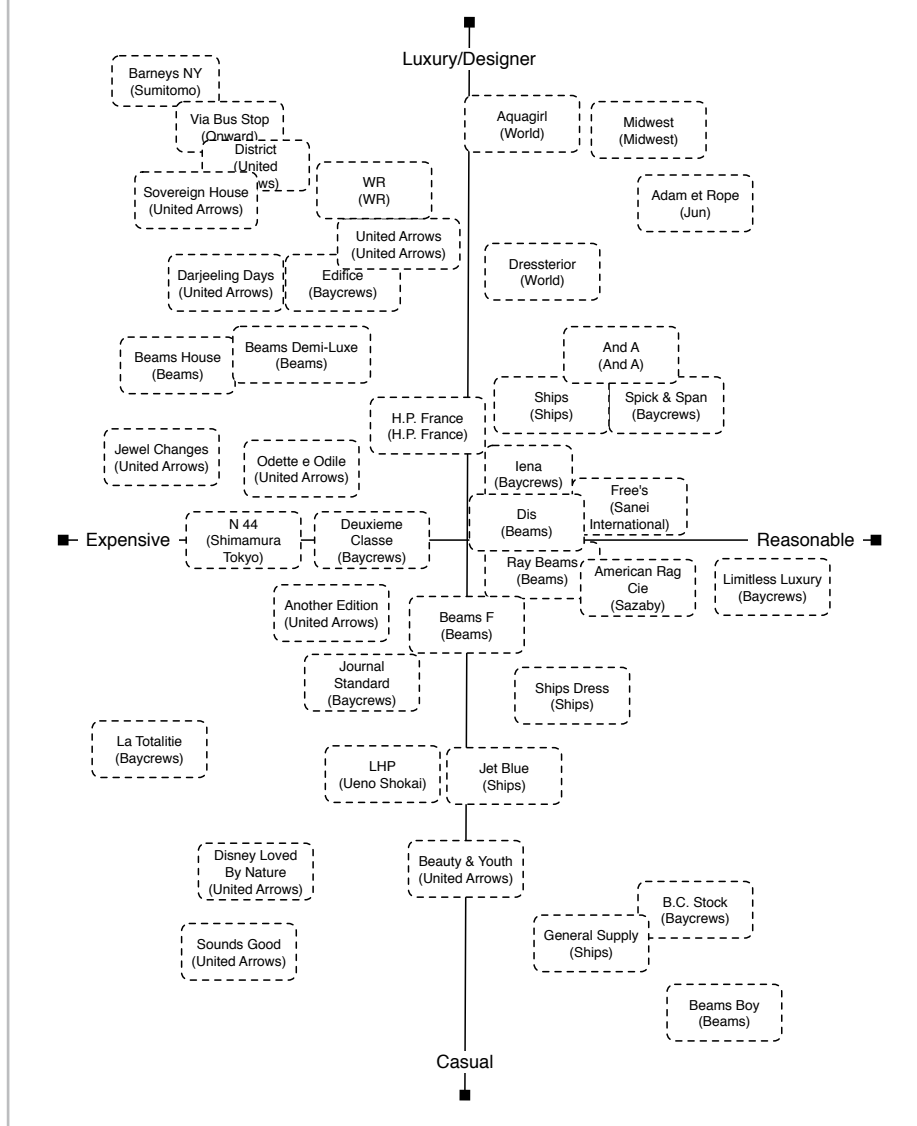 Luxury/Designer
Barneys NY
(Sumitomo)
Via Bus Stop
(Onward)
District
(United
ws)
Aquagirl
(World)
Midwest
(Midwest)
Sovereign House
(United Arrows)
WR
(WR)
Adam et Rope
(Jun)
United Arrows
(United Arrows)
Darjeeling Days
(United Arrows)
Edifice
(Baycrews)
Dressterior
(World)
Beams House
(Beams)
Beams Demi-Luxe
(Beams)
And A
(And A)
H.P. France
(H.P. France)
Ships
(Ships)
Spick & Span
(Baycrews)
Jewel Changes
(United Arrows)
Odette e Odile
(United Arrows)
Iena
(Baycrews)
Free's
(Sanei
International)
Dis
(Beams)
Expensive
N 44
(Shimamura
Tokyo)
Deuxieme
Classe
(Baycrews)
Reasonable
Ray Beams
(Beams)
American Rag
Cie
(Sazaby)
Limitless Luxury
(Baycrews)
Another Edition
(United Arrows)
Beams F
(Beams)
Journal
Standard
(Baycrews)
Ships Dress
(Ships)
La Totalitie
(Baycrews)
LHP
(Ueno Shokai)
Jet Blue
(Ships)
Disney Loved
By Nature
(United Arrows)
Beauty & Youth
(United Arrows)
B.C. Stock
(Baycrews)
Sounds Good
(United Arrows)
General Supply
(Ships)
Beams Boy
(Beams)
Casual